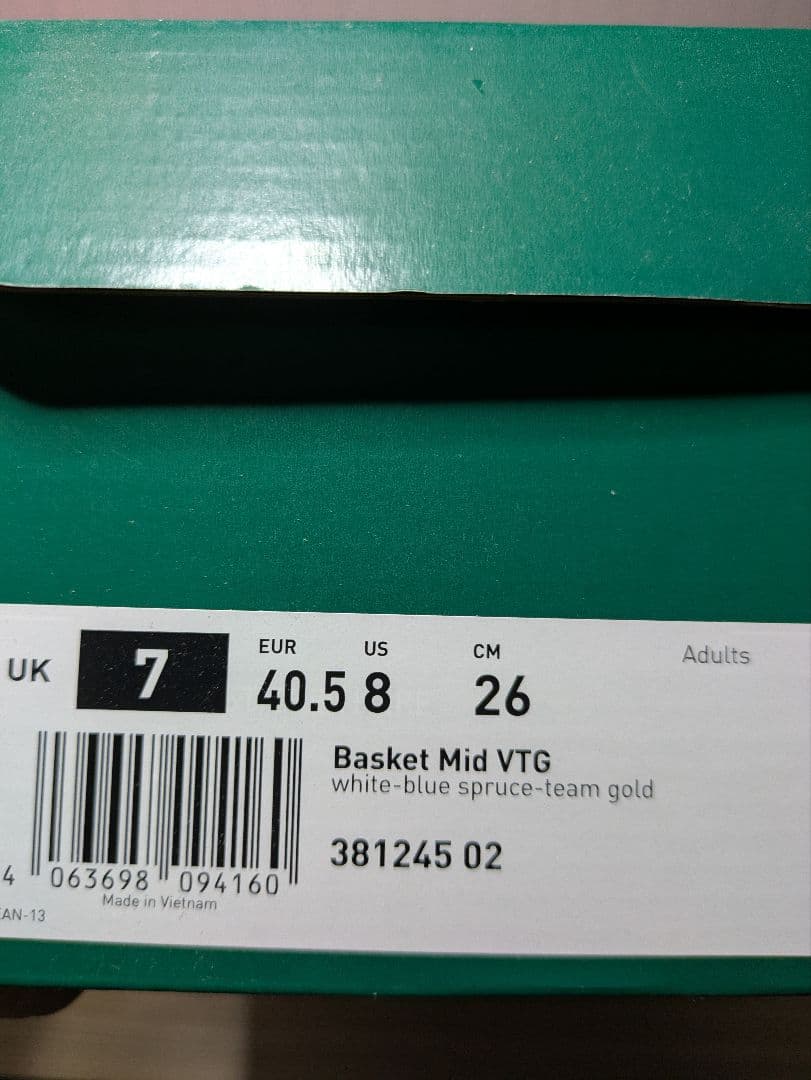 UK 7
EUR US CM Adults
40.5 8 26
Basket Mid VTG
white-blue spruce-team gold
381245 02
4 063698 094160
Made in Vietnam
EAN-13